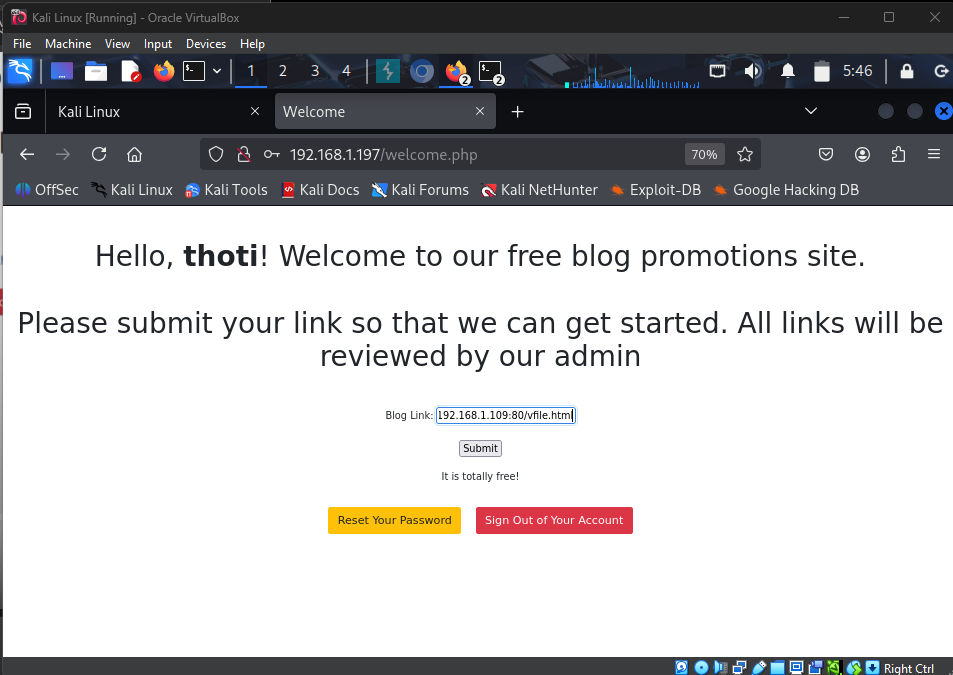 Kali Linux [Running] - Oracle VirtualBox
File Machine View Input Devices Help
1 2 3 4 2 2 5:46
Kali Linux Welcome
192.168.1.197/welcome.php 70%
OffSec Kali Linux Kali Tools Kali Docs Kali Forums Kali NetHunter Exploit-DB Google Hacking DB
Hello, thoti! Welcome to our free blog promotions site.
Please submit your link so that we can get started. All links will be
reviewed by our admin
Blog Link: 192.168.1.109:80/vfile.html
Submit
It is totally free!
Reset Your Password Sign Out of Your Account
Right Ctrl